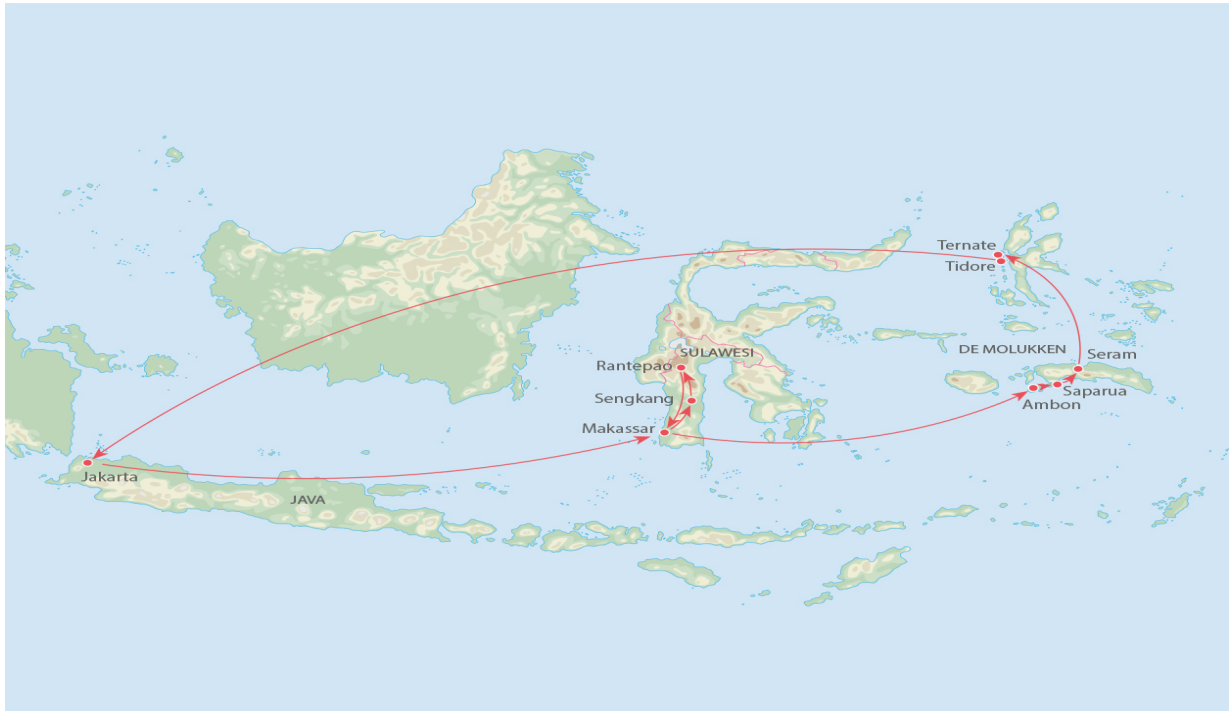 Ternate
Tidore
DE MOLUKKEN
SULAWESI
Seram
Rantepao
Saparua
Sengkang
Ambon
Makassar
Jakarta
JAVA